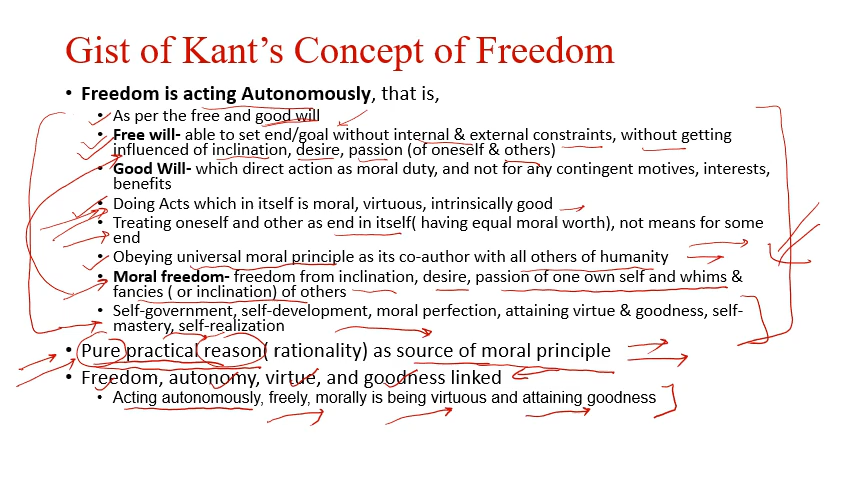 Gist of Kant's Concept of Freedom
• Freedom is acting Autonomously, that is,
• As per the free and good will
• Free will- able to set end/goal without internal & external constraints, without getting
influenced of inclination, desire, passion (of oneself & others)
• Good Will- which direct action as moral duty, and not for any contingent motives, interests,
benefits
• Doing Acts which in itself is moral, virtuous, intrinsically good
• Treating oneself and other as end in itself( having equal moral worth), not means for some
end
• Obeying universal moral principle as its co-author with all others of humanity
• Moral freedom- freedom from inclination, desire, passion of one own self and whims &
fancies ( or inclination) of others
• Self-government, self-development, moral perfection, attaining virtue & goodness, self-
mastery, self-realization
• Pure practical reason( rationality) as source of moral principle
• Freedom, autonomy, virtue, and goodness linked
• Acting autonomously, freely, morally is being virtuous and attaining goodness